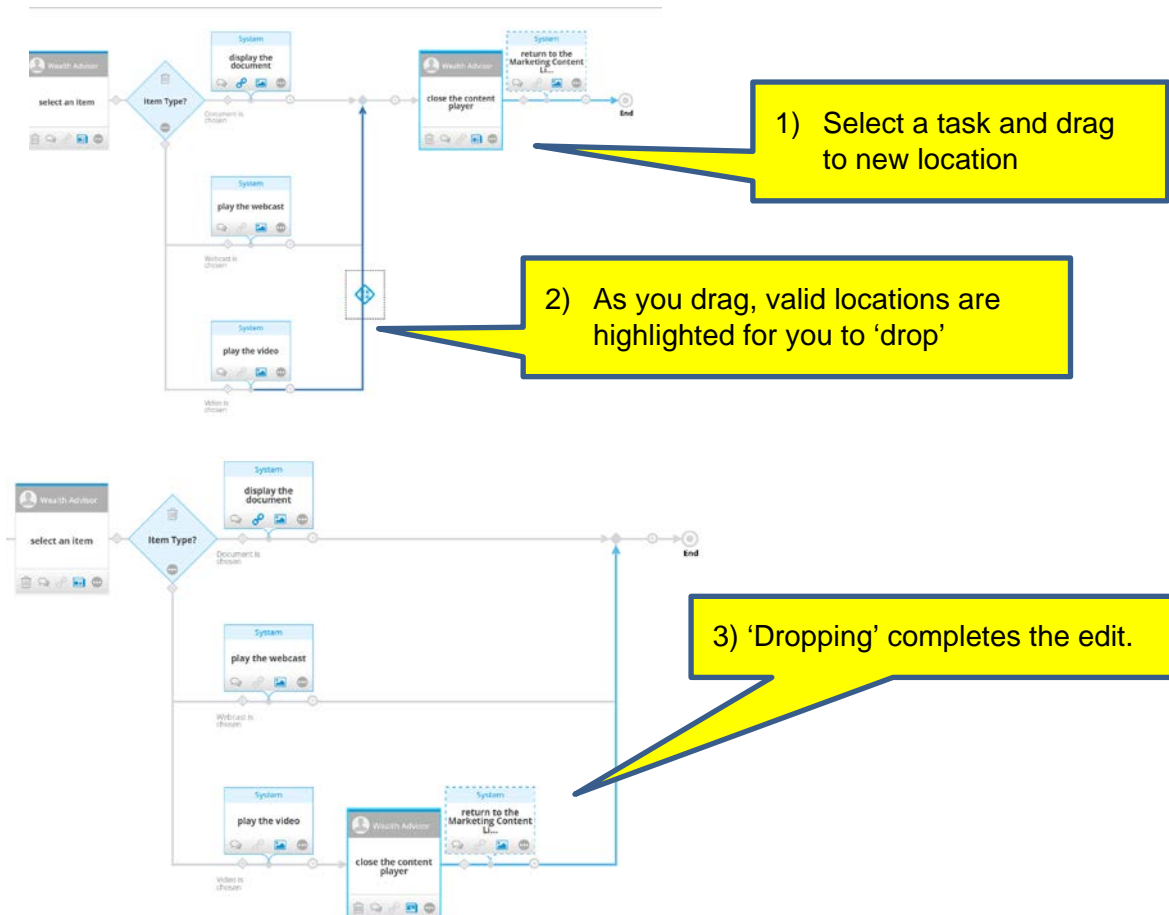 System
display the
document
System
return to the
Marketing Content
Li...
Wealth Advisor
select an item
Item Type?
Document is
chosen
Wealth Advisor
close the content
player
End
1) Select a task and drag
to new location
System
play the webcast
Webcast is
chosen
2) As you drag, valid locations are
highlighted for you to ‘drop’
System
play the video
Video is
chosen
System
display the
document
Wealth Advisor
select an item
Item Type?
Document is
chosen
End
System
play the webcast
Webcast is
chosen
3) ‘Dropping’ completes the edit.
System
play the video
Video is
chosen
Wealth Advisor
close the content
player
System
return to the
Marketing Content
Li...